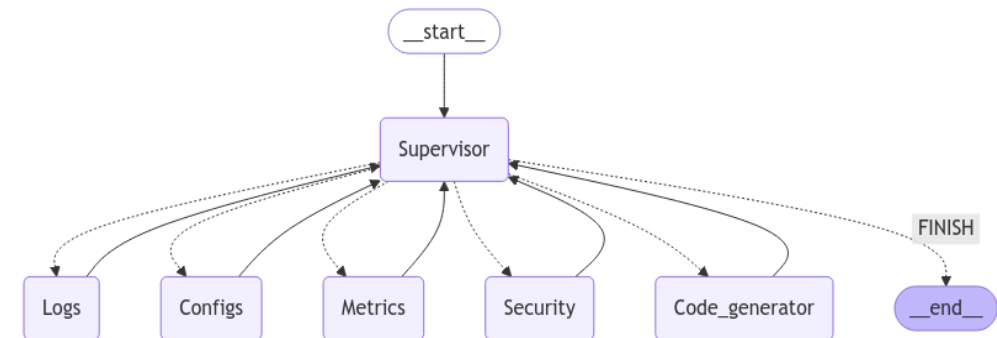 __start__
Supervisor
FINISH
Logs
Configs
Metrics
Security
Code_generator
__end__